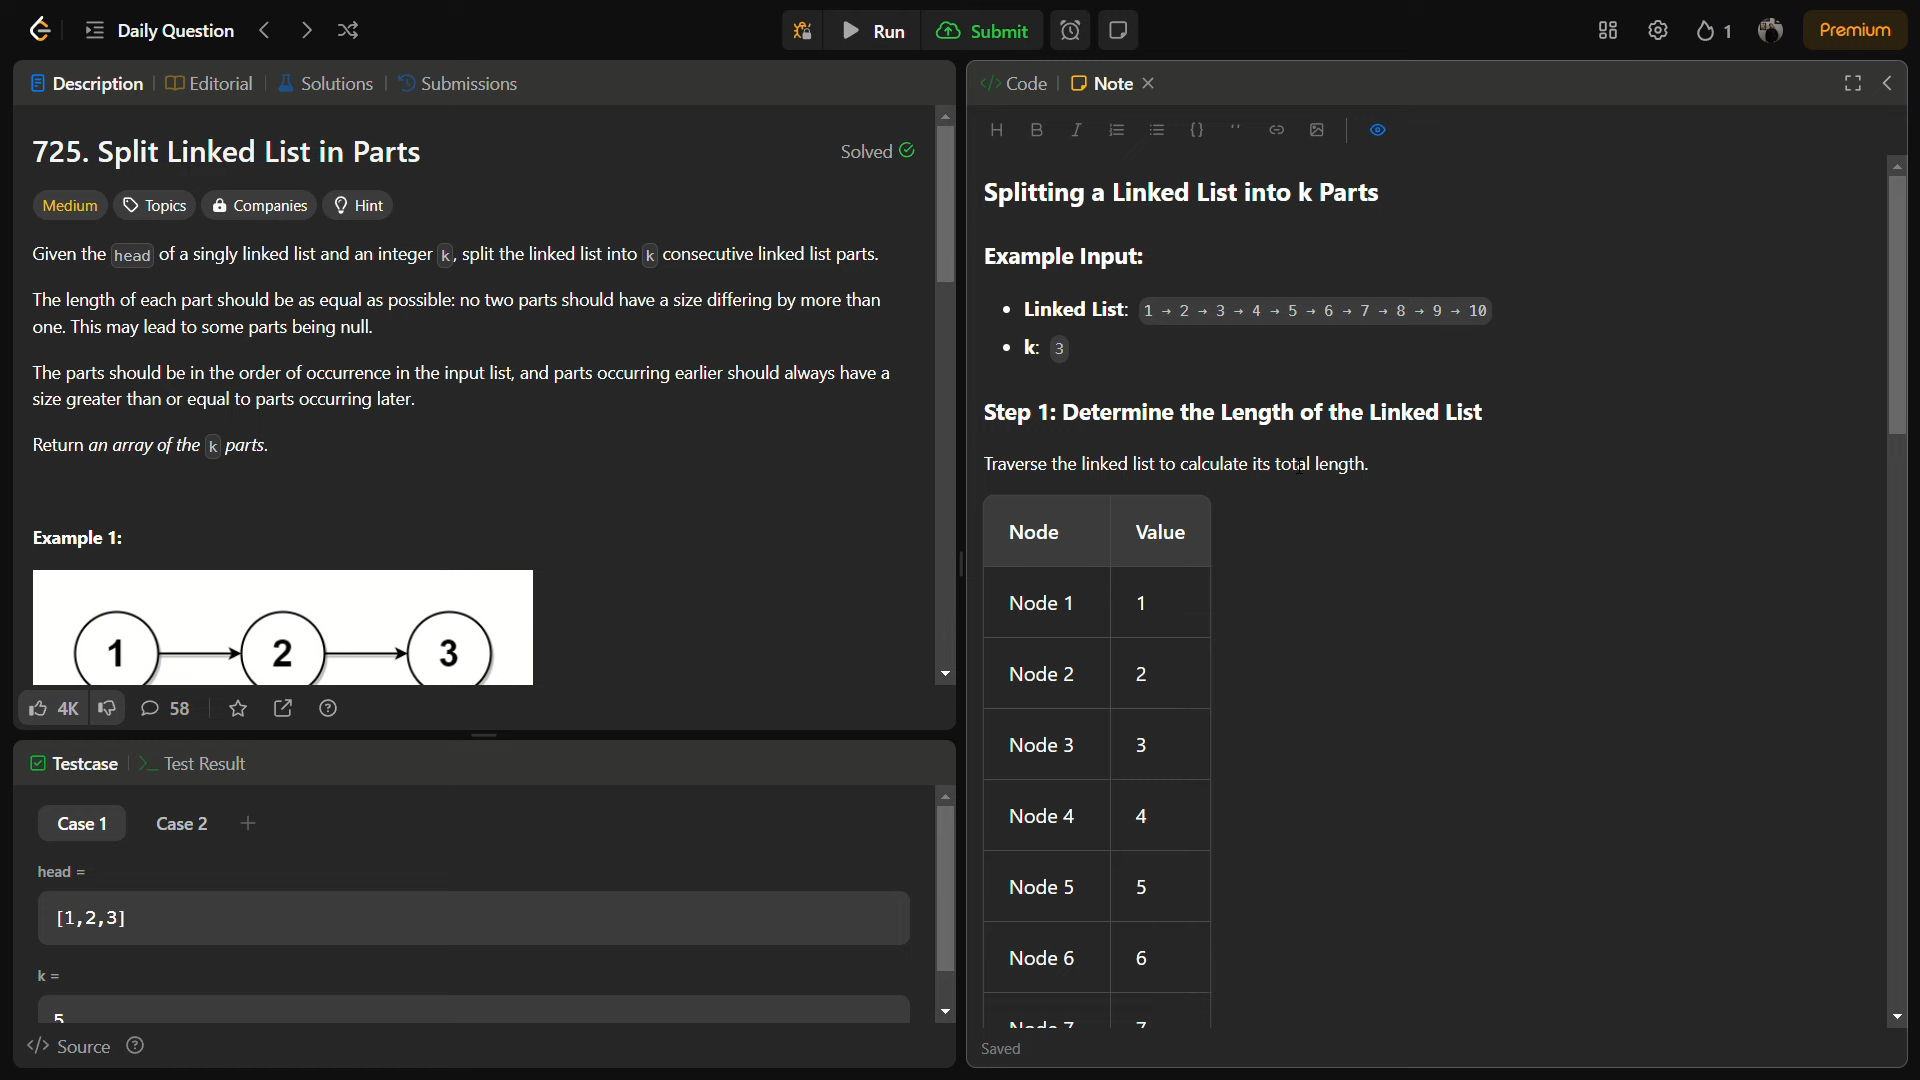 Daily Question
Run
Submit
1
Premium
Description
Editorial
Solutions
Submissions
725. Split Linked List in Parts
Solved
Medium
Topics
Companies
Hint
Given the head of a singly linked list and an integer k, split the linked list into k consecutive linked list parts.
The length of each part should be as equal as possible: no two parts should have a size differing by more than
one. This may lead to some parts being null.
The parts should be in the order of occurrence in the input list, and parts occurring earlier should always have a
size greater than or equal to parts occurring later.
Return an array of the k parts.
Example 1:
1 2 3
4K
58
Testcase
Test Result
Case 1
Case 2
head =
[1,2,3]
k =
5
Source
Code
Note
Splitting a Linked List into k Parts
Example Input:
Linked List: 1 → 2 → 3 → 4 → 5 → 6 → 7 → 8 → 9 → 10
k: 3
Step 1: Determine the Length of the Linked List
Traverse the linked list to calculate its total length.
Node Value
Node 1 1
Node 2 2
Node 3 3
Node 4 4
Node 5 5
Node 6 6
Node 7 7
Saved